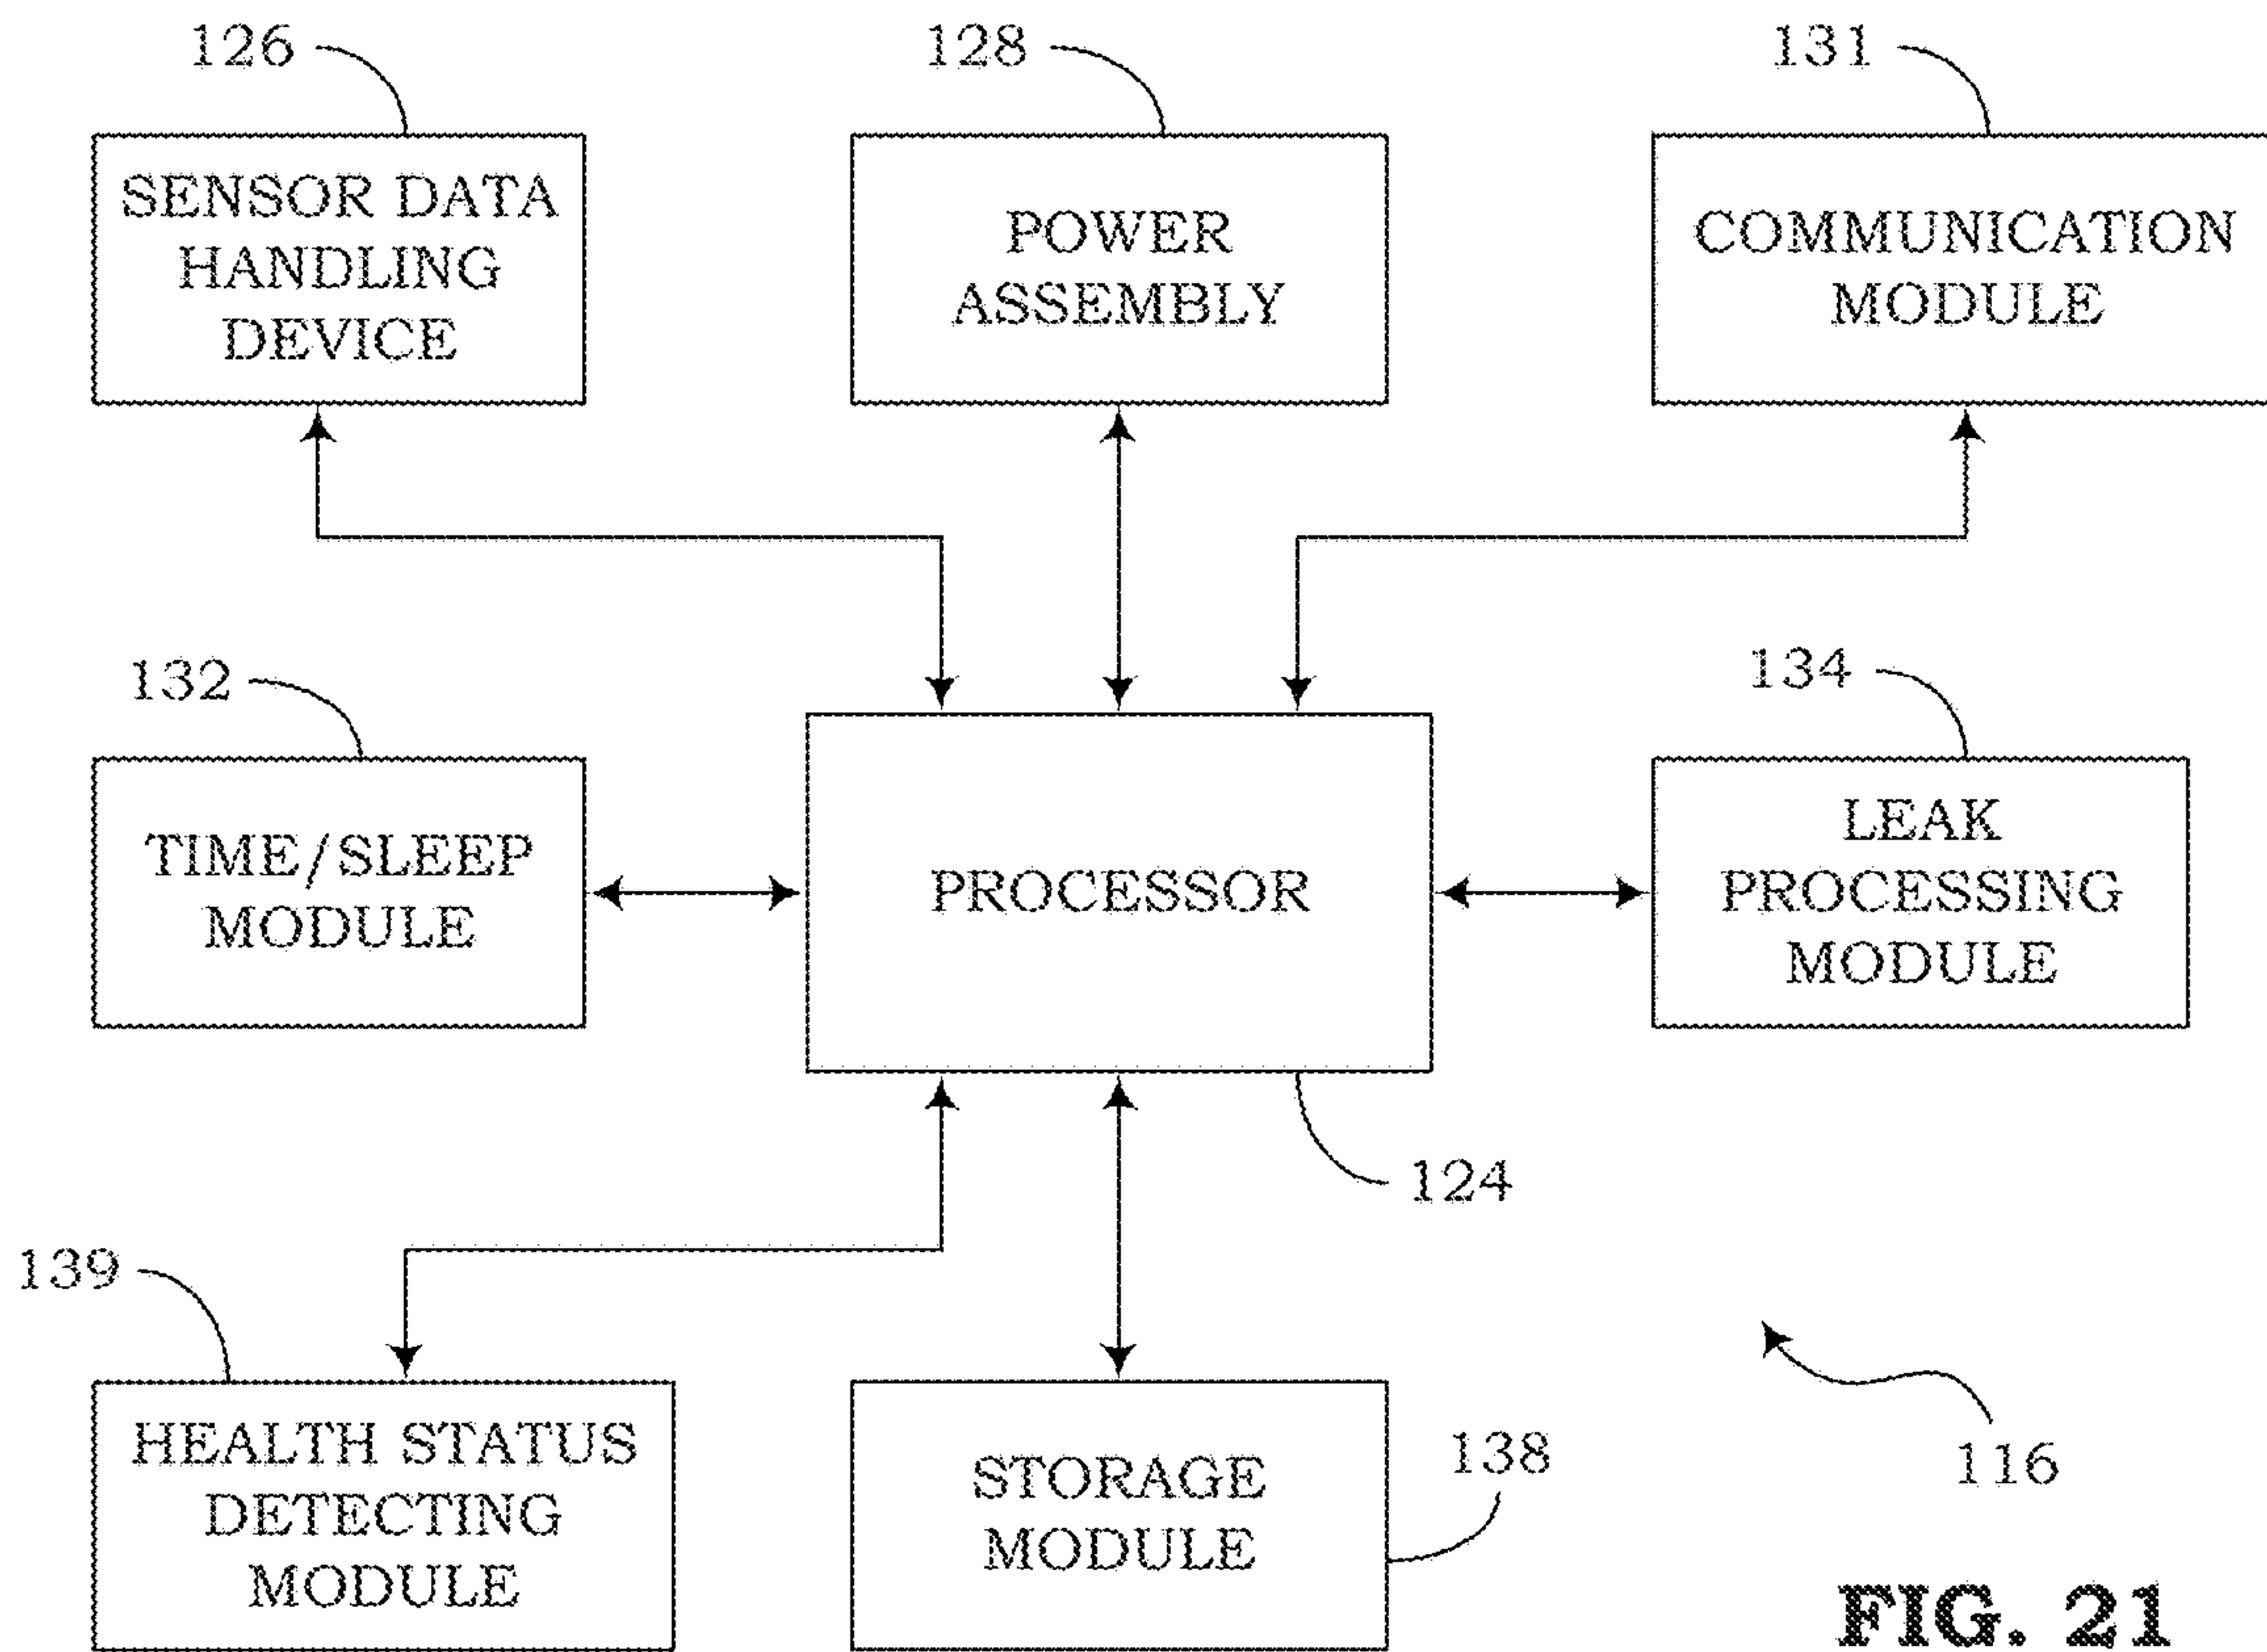 126
128
131
SENSOR DATA
HANDLING
DEVICE
POWER
ASSEMBLY
COMMUNICATION
MODULE
132
134
TIME/SLEEP
MODULE
PROCESSOR
LEAK
PROCESSING
MODULE
124
139
HEALTH STATUS
DETECTING
MODULE
STORAGE
MODULE
138
116
FIG. 21